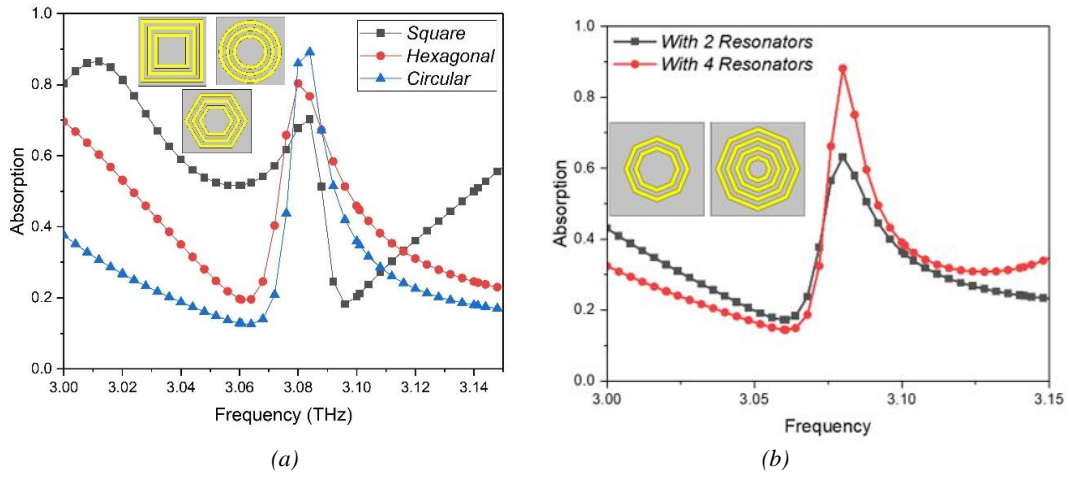 1.0
0.8
0.6
0.4
0.2
0.0
Absorption
Square
Hexagonal
Circular
3.00
3.02
3.04
3.06
3.08
3.10
3.12
3.14
Frequency (THz)
(a)
1.0
0.8
0.6
0.4
0.2
0.0
Absorption
With 2 Resonators
With 4 Resonators
3.00
3.05
3.10
3.15
Frequency
(b)